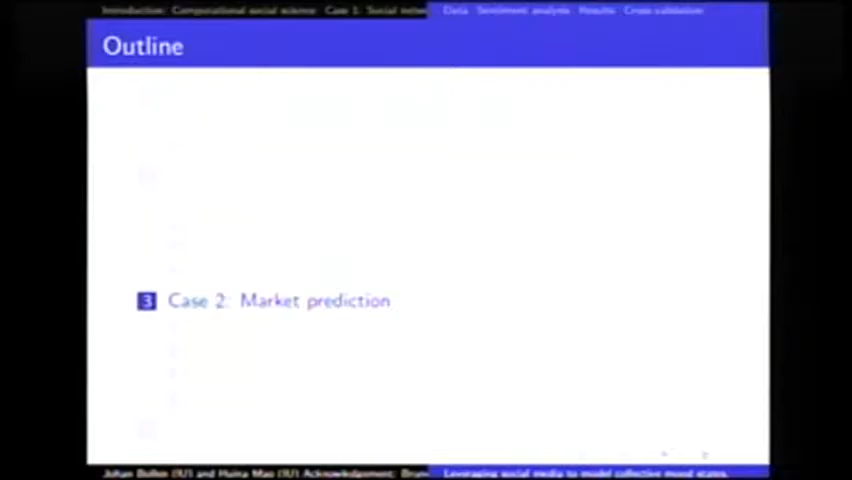 Introduction: Computational social science Case 1: Social netw
Data Sentiment analysis Results Cross-validation
Outline
3 Case 2: Market prediction
Johan Bollen (IU) and Huina Mao (IU) Acknowledgement: Brun
Leveraging social media to model collective mood states.